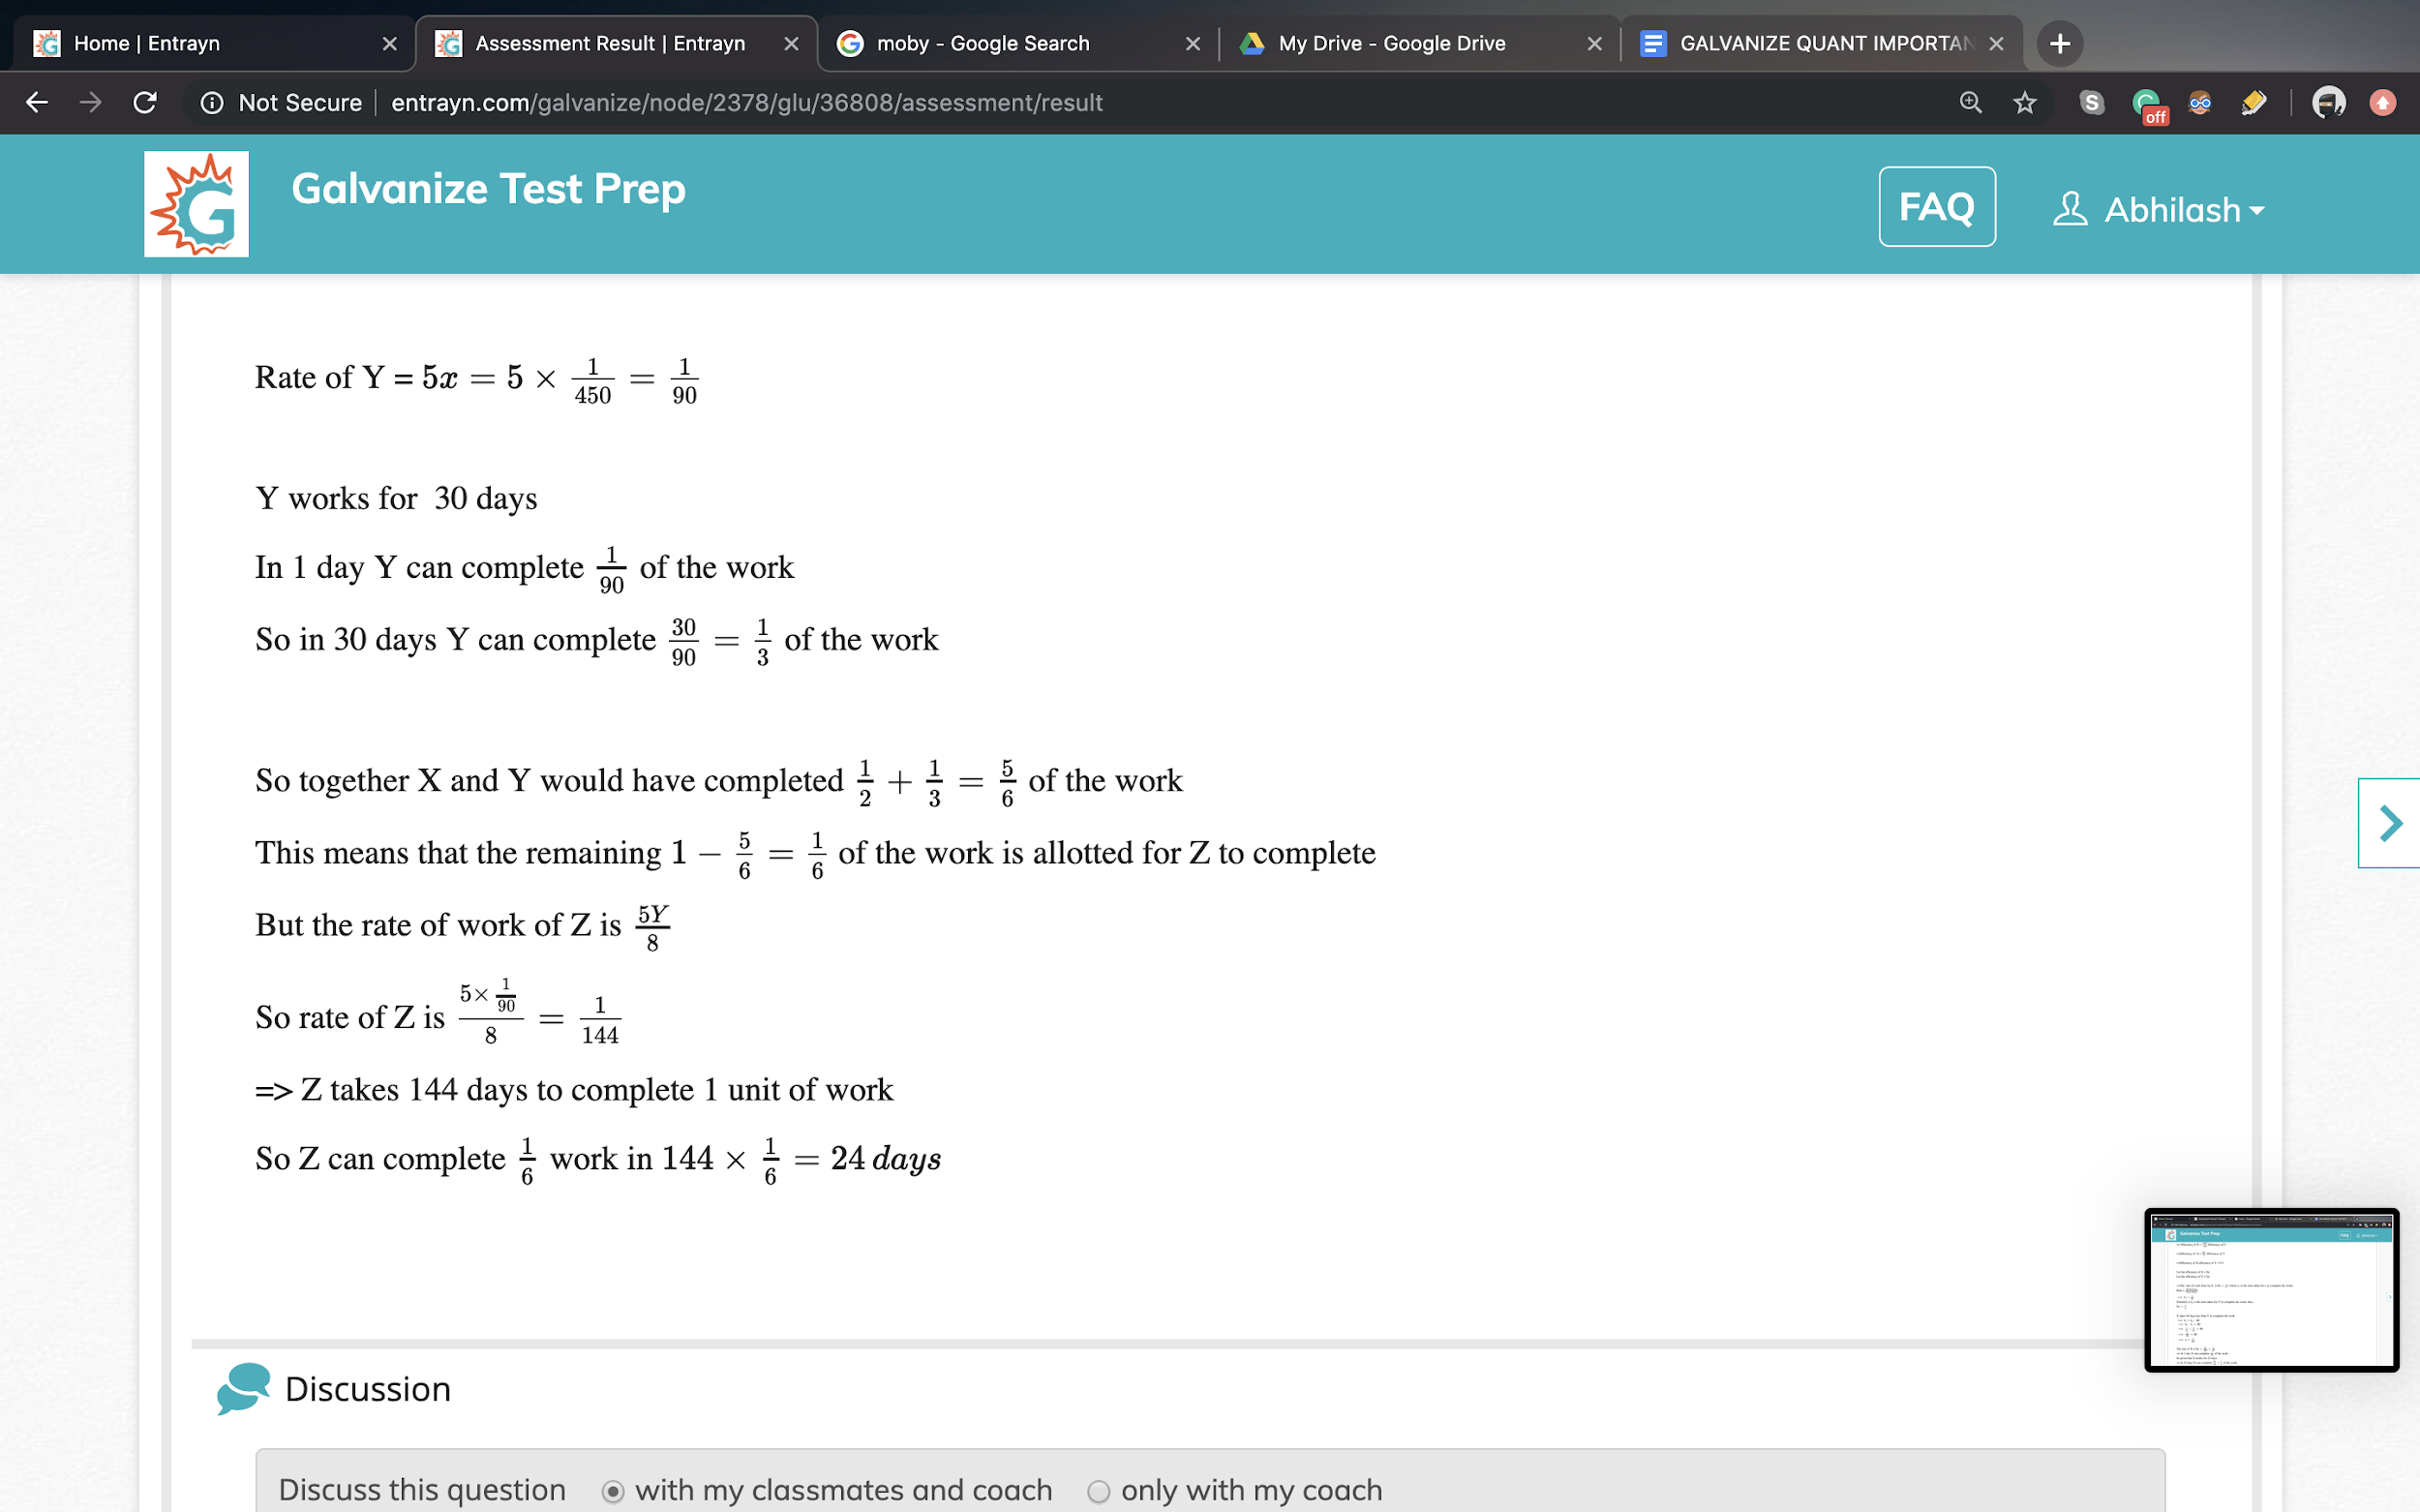 Home | Entrayn
Assessment Result | Entrayn
moby - Google Search
My Drive - Google Drive
GALVANIZE QUANT IMPORTAN
Not Secure | entrayn.com/galvanize/node/2378/glu/36808/assessment/result
off
Galvanize Test Prep
FAQ
Abhilash
Rate of Y = 5x = 5 × 1/450 = 1/90
Y works for 30 days
In 1 day Y can complete 1/90 of the work
So in 30 days Y can complete 30/90 = 1/3 of the work
So together X and Y would have completed 1/2 + 1/3 = 5/6 of the work
This means that the remaining 1 − 5/6 = 1/6 of the work is allotted for Z to complete
But the rate of work of Z is 5Y/8
So rate of Z is (5× 1/90)/8 = 1/144
=> Z takes 144 days to complete 1 unit of work
So Z can complete 1/6 work in 144 × 1/6 = 24 days
Discussion
Discuss this question with my classmates and coach only with my coach